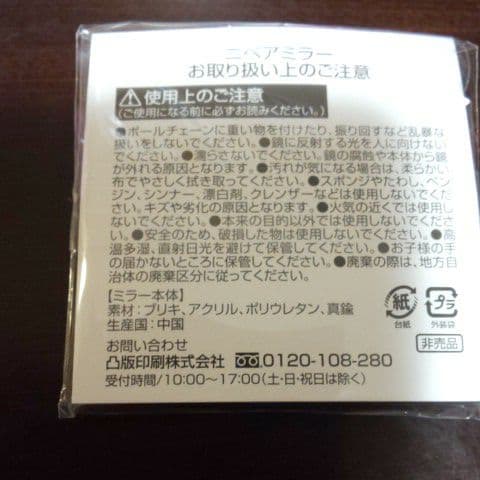 ニベアミラー
お取り扱い上のご注意
使用上のご注意
(ご使用になる前に必ずお読みください。)
●ボールチェーンに重い物を付けたり、振り回すなど乱暴な
扱いをしないでください。●鏡に反射する光を人に向けない
でください。●濡らさないでください。鏡の腐蝕や本体から鏡
が外れる原因となります。●汚れが気になる場合は、柔らかい
布でやさしく拭き取ってください。●スポンジやたわし、ベン
ジン、シンナー、漂白剤、クレンザーなどは使用しないでくだ
さい。キズや劣化の原因となります。●火気の近くでは使用し
ないでください。●本来の目的以外では使用しないでくださ
い。●安全のため、破損した物は使用しないでください。●高
温多湿、直射日光を避けて保管してください。●お子様の手
の届かないところに保管してください。●廃棄の際は、地方自
治体の廃棄区分に従ってください。
【ミラー本体】
素材:ブリキ、アクリル、ポリウレタン、真鍮
生産国:中国
紙
台紙
プラ
外装袋
お問い合わせ
凸版印刷株式会社 0120-108-280
非売品
受付時間/10:00〜17:00(土・日・祝日は除く)